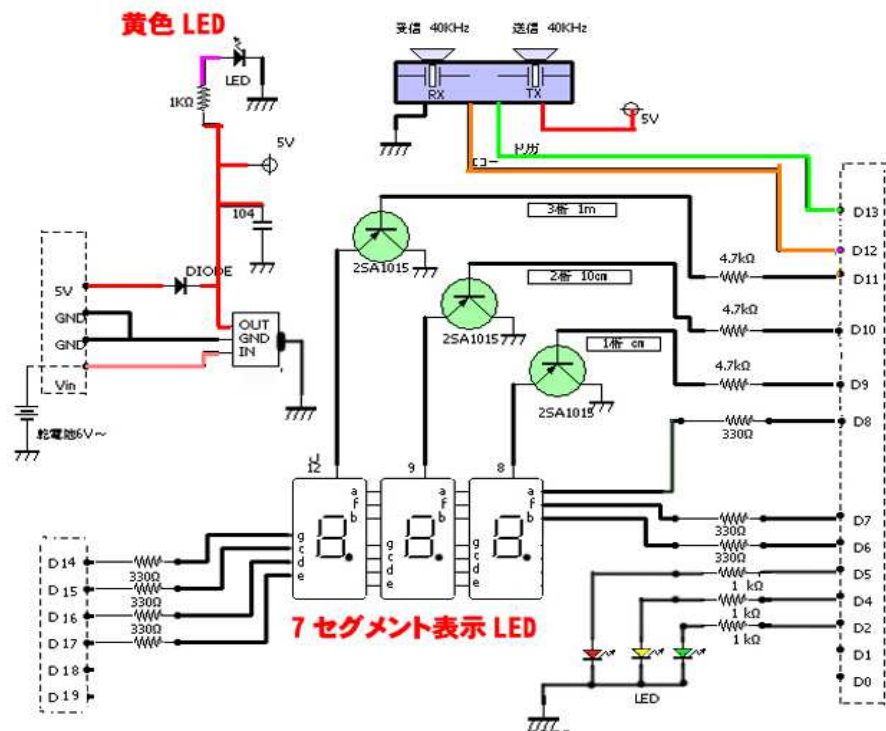 黄色 LED
受信 40KHz
送信 40KHz
LED
1KΩ
RX
TX
5V
5V
トリガ
エコー
104
3桁 1m
2桁 10cm
1桁 cm
2SA1015
2SA1015
2SA1015
4.7kΩ
4.7kΩ
4.7kΩ
D13
D12
D11
D10
D9
D8
D7
D6
D5
D4
D2
D1
D0
DIODE
5V
GND
GND
Vin
OUT
GND
IN
乾電池6V～
12
9
8
a
f
b
g
c
d
e
a
f
b
g
c
d
e
a
f
b
g
c
d
e
330Ω
330Ω
330Ω
1 kΩ
1 kΩ
1 kΩ
D14
D15
D16
D17
D18
D19
330Ω
330Ω
330Ω
7 セグメント表示 LED
LED